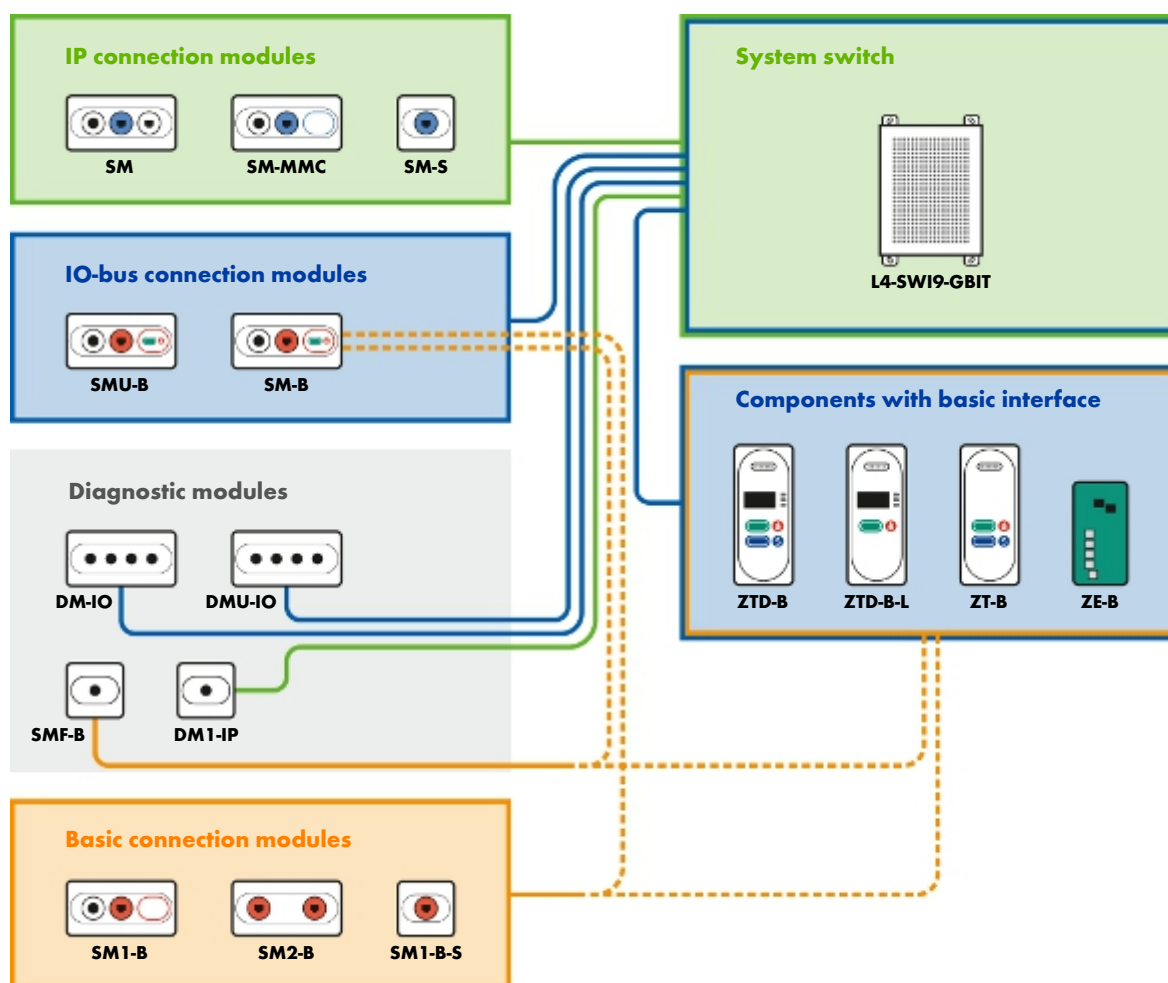 IP connection modules
SM
SM-MMC
SM-S
System switch
L4-SWI9-GBIT
IO-bus connection modules
SMU-B
SM-B
Components with basic interface
ZTD-B
ZTD-B-L
ZT-B
ZE-B
Diagnostic modules
DM-IO
DMU-IO
SMF-B
DM1-IP
Basic connection modules
SM1-B
SM2-B
SM1-B-S